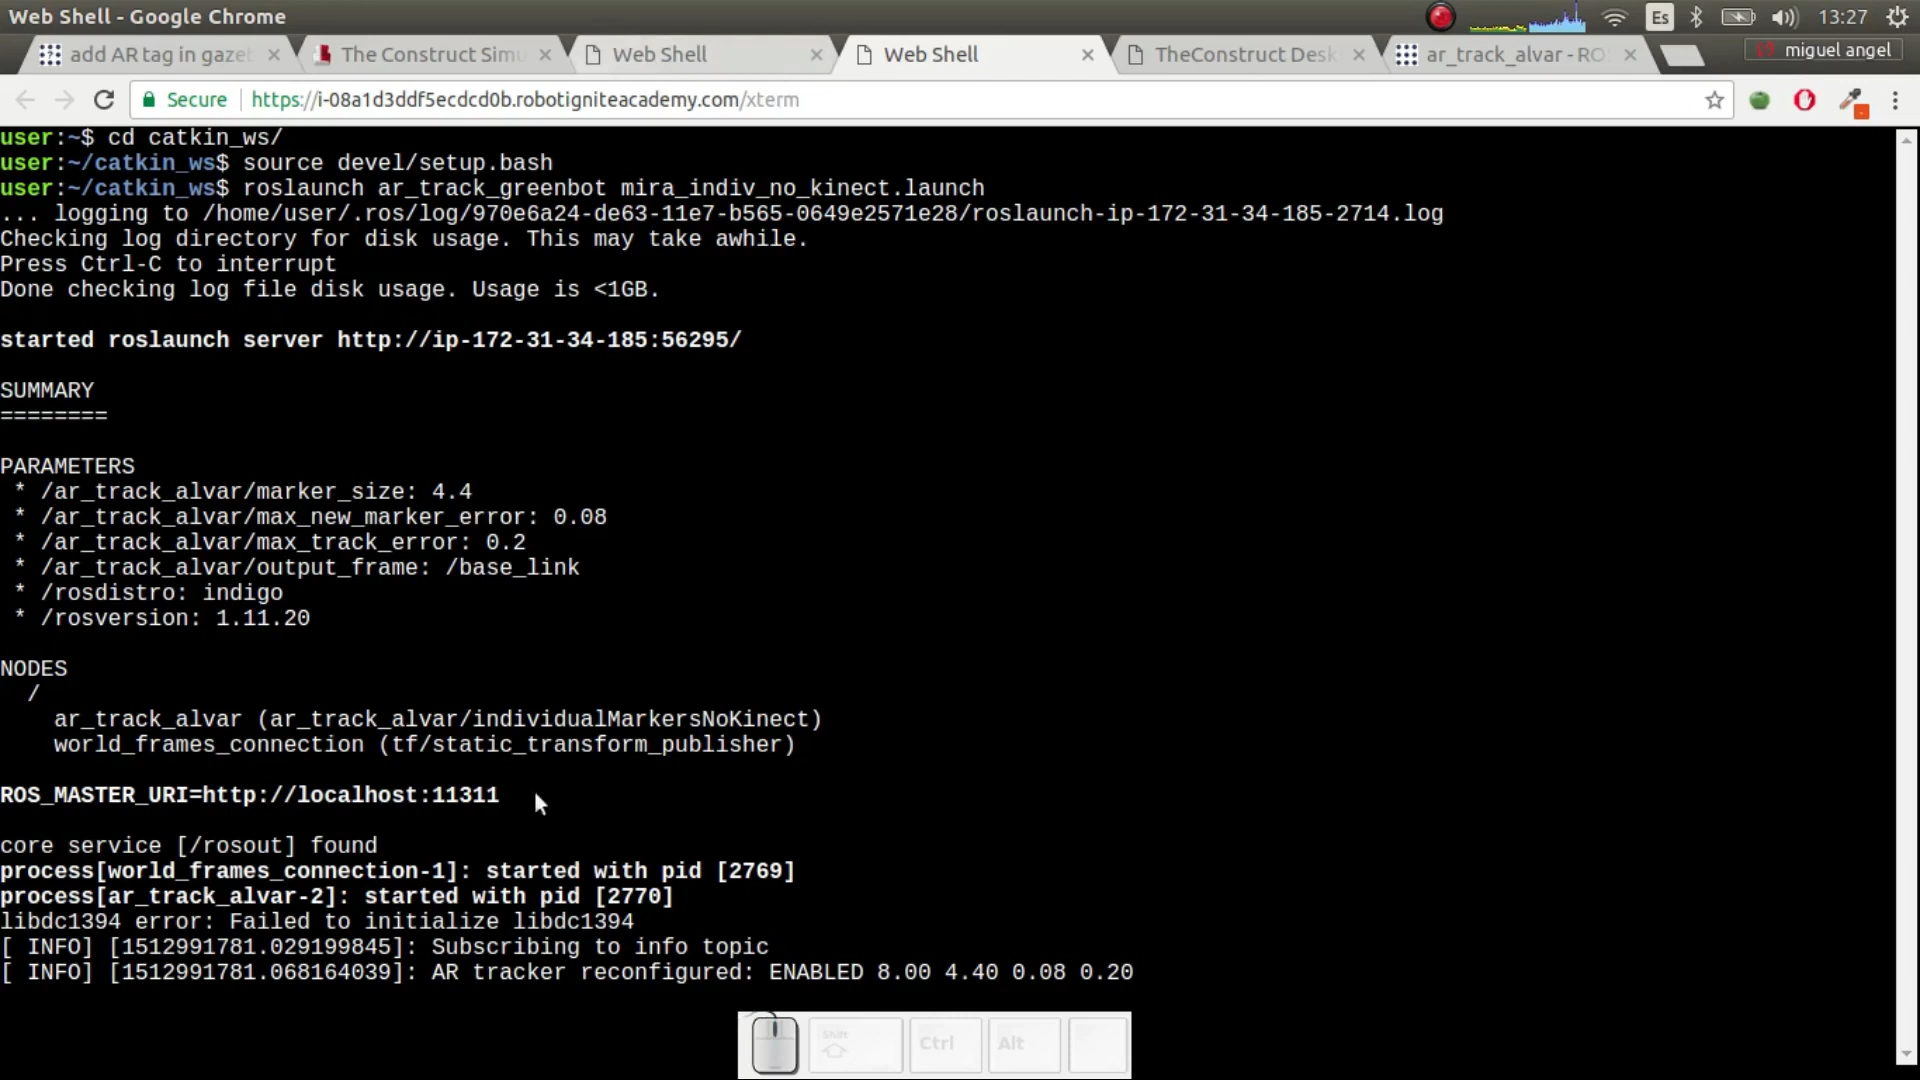 Web Shell - Google Chrome
Es
13:27
add AR tag in gazeb
The Construct Simu
Web Shell
Web Shell
TheConstruct Desk
ar_track_alvar - RO
miguel angel
Secure
https://i-08a1d3ddf5ecdcd0b.robotigniteacademy.com/xterm
user:~$ cd catkin_ws/
user:~/catkin_ws$ source devel/setup.bash
user:~/catkin_ws$ roslaunch ar_track_greenbot mira_indiv_no_kinect.launch
... logging to /home/user/.ros/log/970e6a24-de63-11e7-b565-0649e2571e28/roslaunch-ip-172-31-34-185-2714.log
Checking log directory for disk usage. This may take awhile.
Press Ctrl-C to interrupt
Done checking log file disk usage. Usage is <1GB.
started roslaunch server http://ip-172-31-34-185:56295/
SUMMARY
========
PARAMETERS
 * /ar_track_alvar/marker_size: 4.4
 * /ar_track_alvar/max_new_marker_error: 0.08
 * /ar_track_alvar/max_track_error: 0.2
 * /ar_track_alvar/output_frame: /base_link
 * /rosdistro: indigo
 * /rosversion: 1.11.20
NODES
  /
    ar_track_alvar (ar_track_alvar/individualMarkersNoKinect)
    world_frames_connection (tf/static_transform_publisher)
ROS_MASTER_URI=http://localhost:11311
core service [/rosout] found
process[world_frames_connection-1]: started with pid [2769]
process[ar_track_alvar-2]: started with pid [2770]
libdc1394 error: Failed to initialize libdc1394
[ INFO] [1512991781.029199845]: Subscribing to info topic
[ INFO] [1512991781.068164039]: AR tracker reconfigured: ENABLED 8.00 4.40 0.08 0.20
Shift
Ctrl
Alt